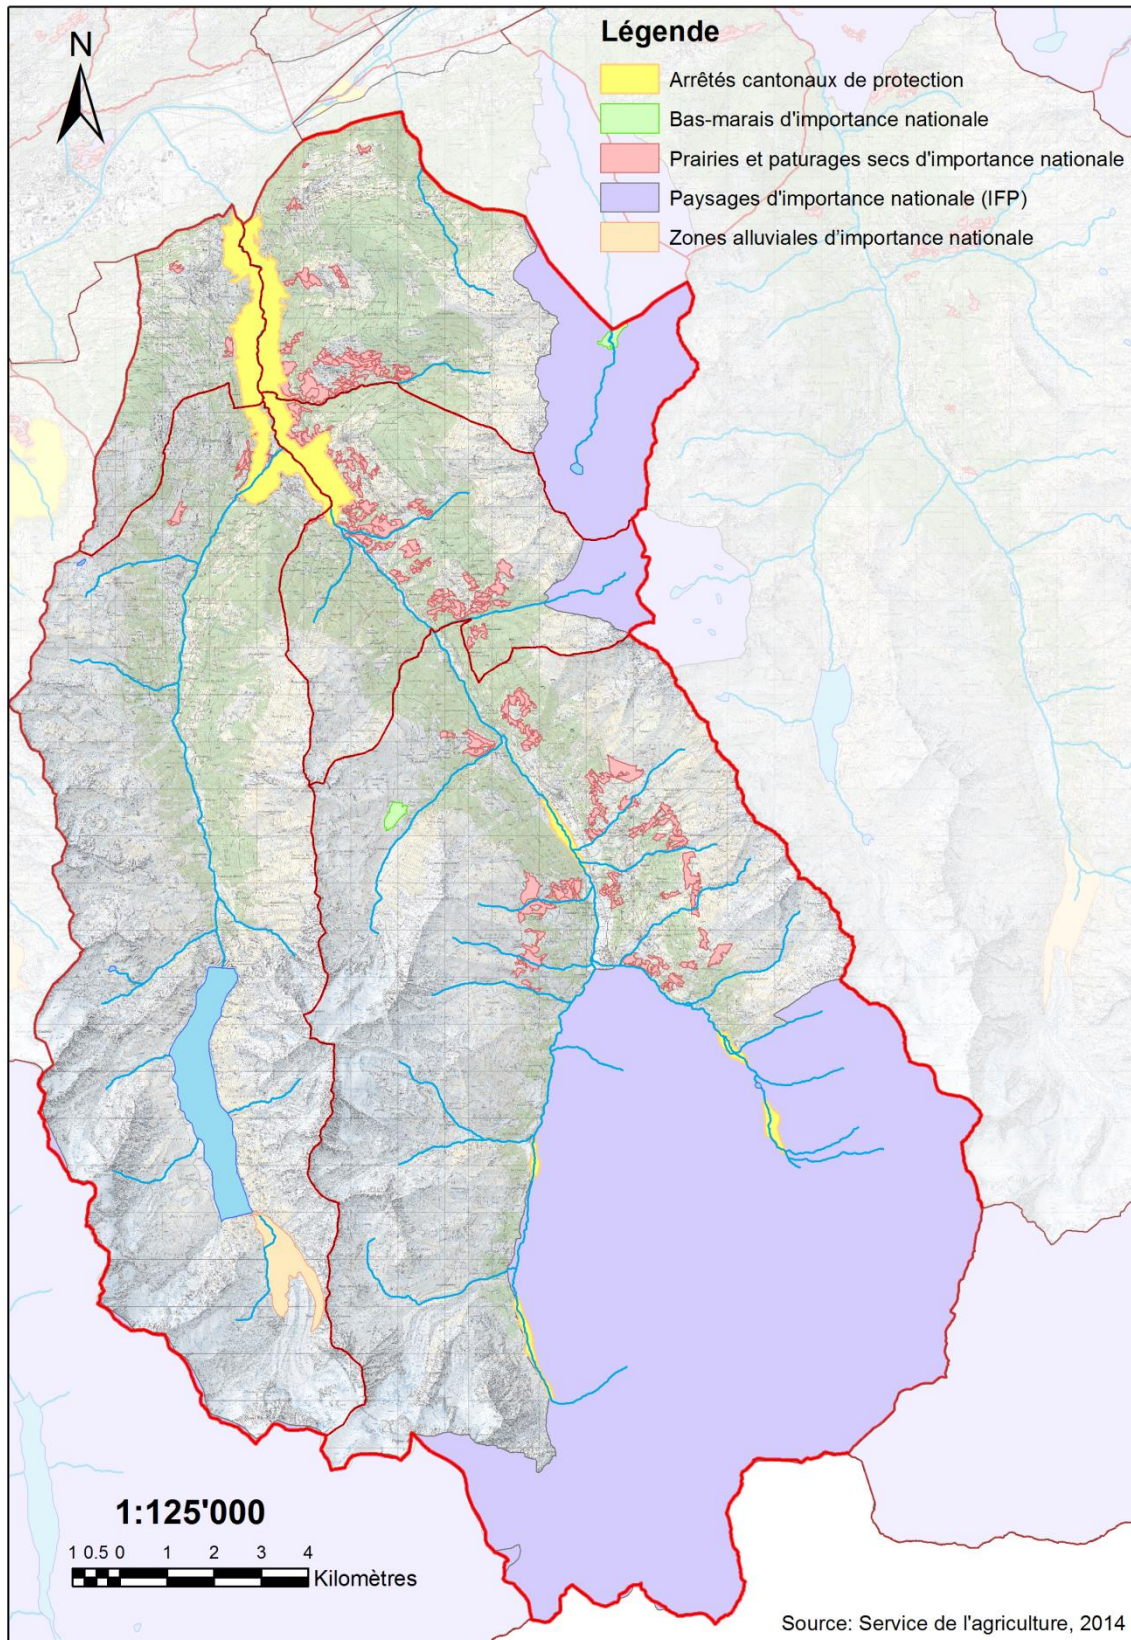 N
Légende
Arrêtés cantonaux de protection
Bas-marais d'importance nationale
Prairies et paturages secs d'importance nationale
Paysages d'importance nationale (IFP)
Zones alluviales d’importance nationale
1:125'000
1 0.5 0 1 2 3 4
Kilomètres
Source: Service de l'agriculture, 2014